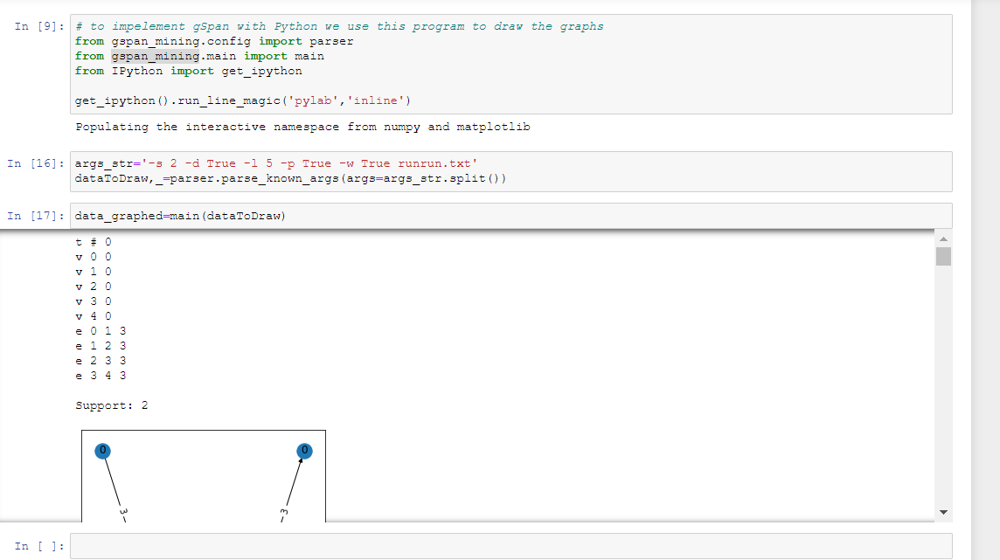 In [9]: # to impelement gSpan with Python we use this program to draw the graphs
from gspan_mining.config import parser
from gspan_mining.main import main
from IPython import get_ipython
get_ipython().run_line_magic('pylab','inline')
Populating the interactive namespace from numpy and matplotlib
In [16]: args_str='-s 2 -d True -l 5 -p True -w True runrun.txt'
dataToDraw,_=parser.parse_known_args(args=args_str.split())
In [17]: data_graphed=main(dataToDraw)
t # 0
v 0 0
v 1 0
v 2 0
v 3 0
v 4 0
e 0 1 3
e 1 2 3
e 2 3 3
e 3 4 3
Support: 2
0 0
3 3
In [ ]: